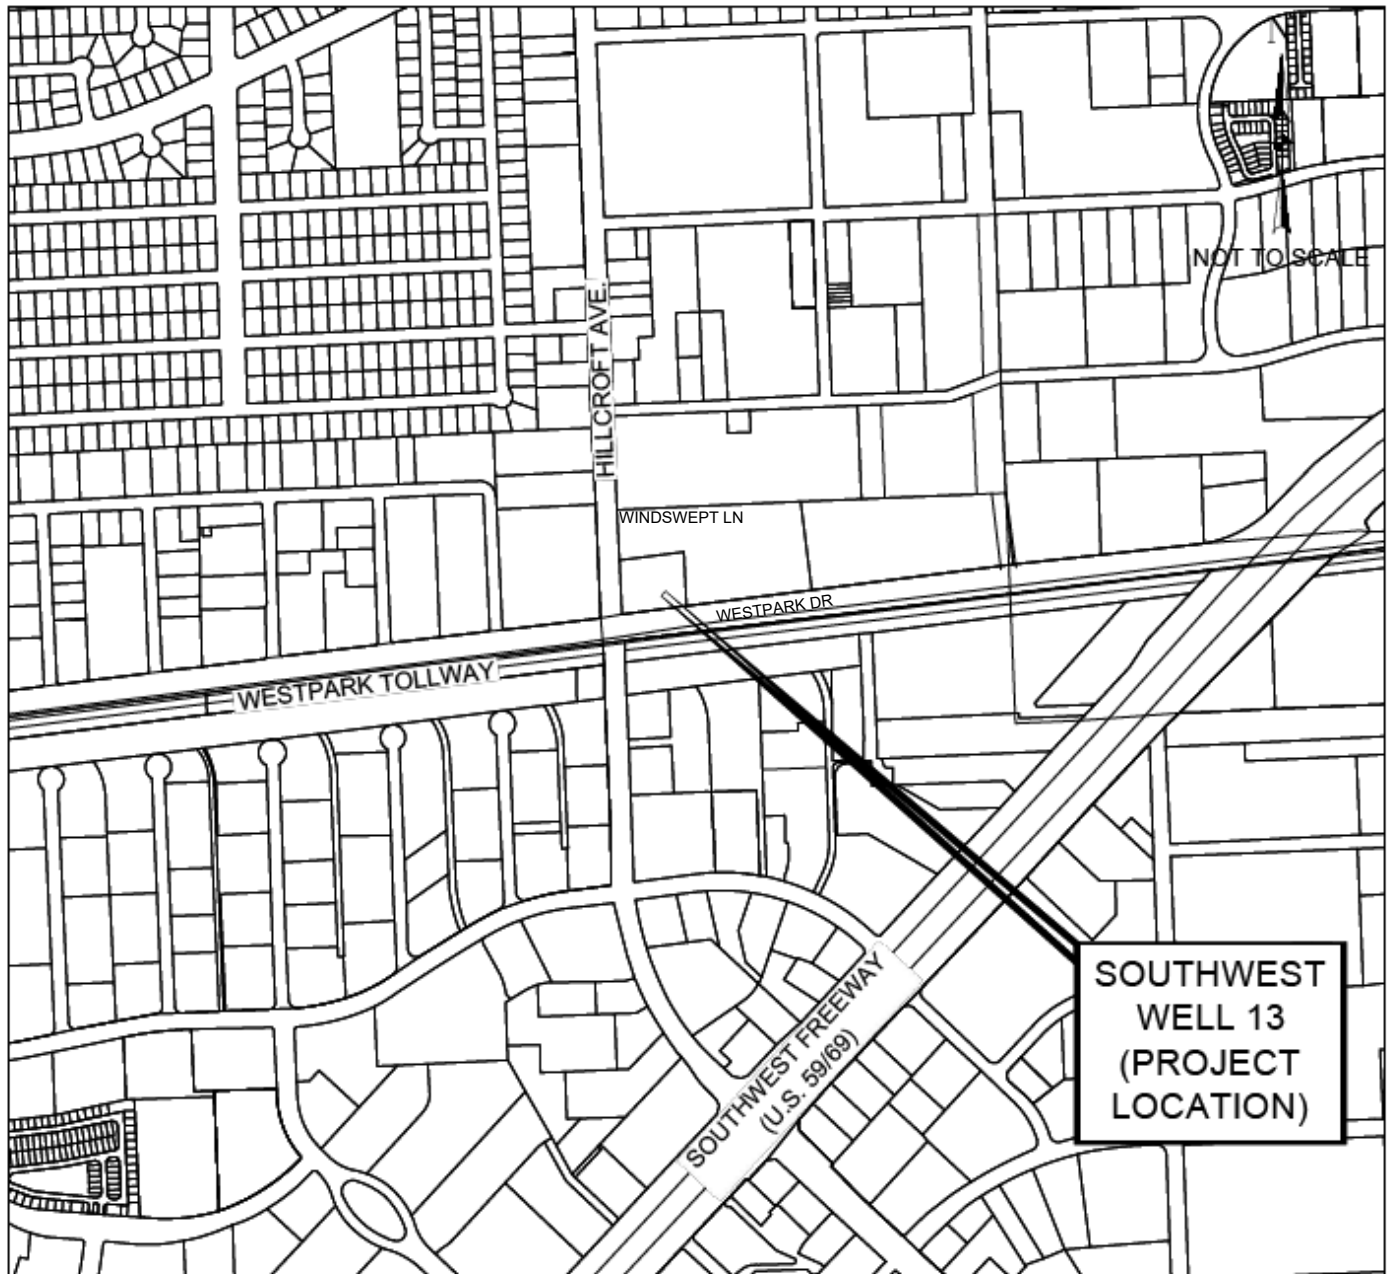 N
NOT TO SCALE
HILLCROFT AVE.
WINDSWEPT LN
WESTPARK DR
WESTPARK TOLLWAY
SOUTHWEST FREEWAY
(U.S. 59/69)
SOUTHWEST
WELL 13
(PROJECT
LOCATION)